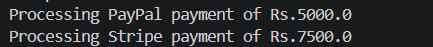 Processing PayPal payment of Rs.5000.0
Processing Stripe payment of Rs.7500.0